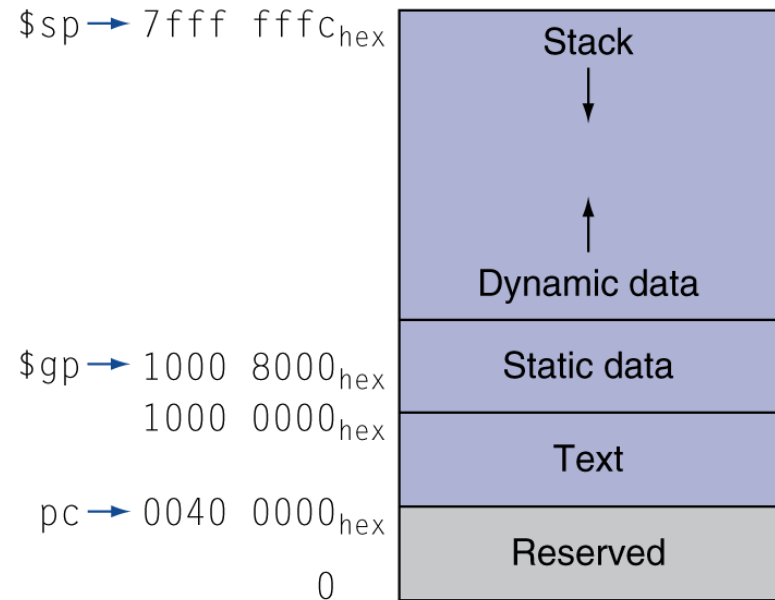 $sp → 7fff fffchex
Stack
Dynamic data
$gp → 1000 8000hex
Static data
1000 0000hex
Text
pc → 0040 0000hex
Reserved
0